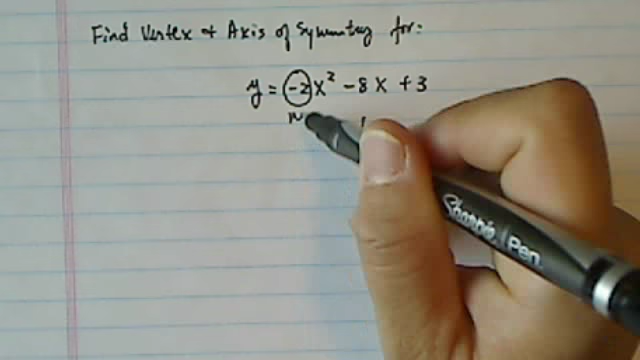 Find Vertex & Axis of Symmetry for:
y = -2x² - 8x + 3
Sharpie Pen